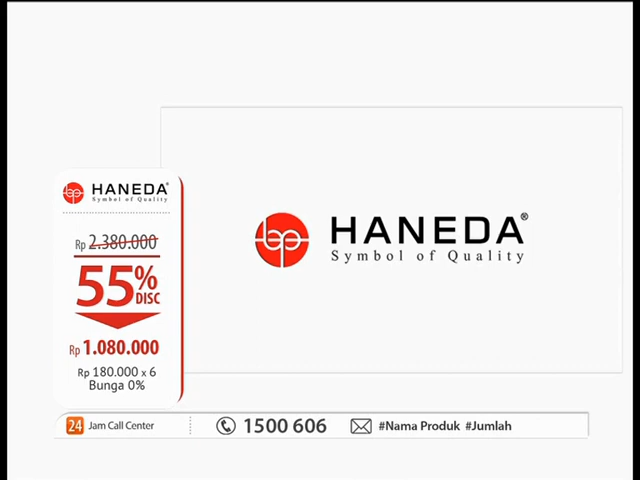 HANEDA®
Symbol of Quality
Rp 2.380.000
55% DISC
Rp 1.080.000
Rp 180.000 x 6
Bunga 0%
bp HANEDA®
Symbol of Quality
24 Jam Call Center
1500 606
#Nama Produk #Jumlah